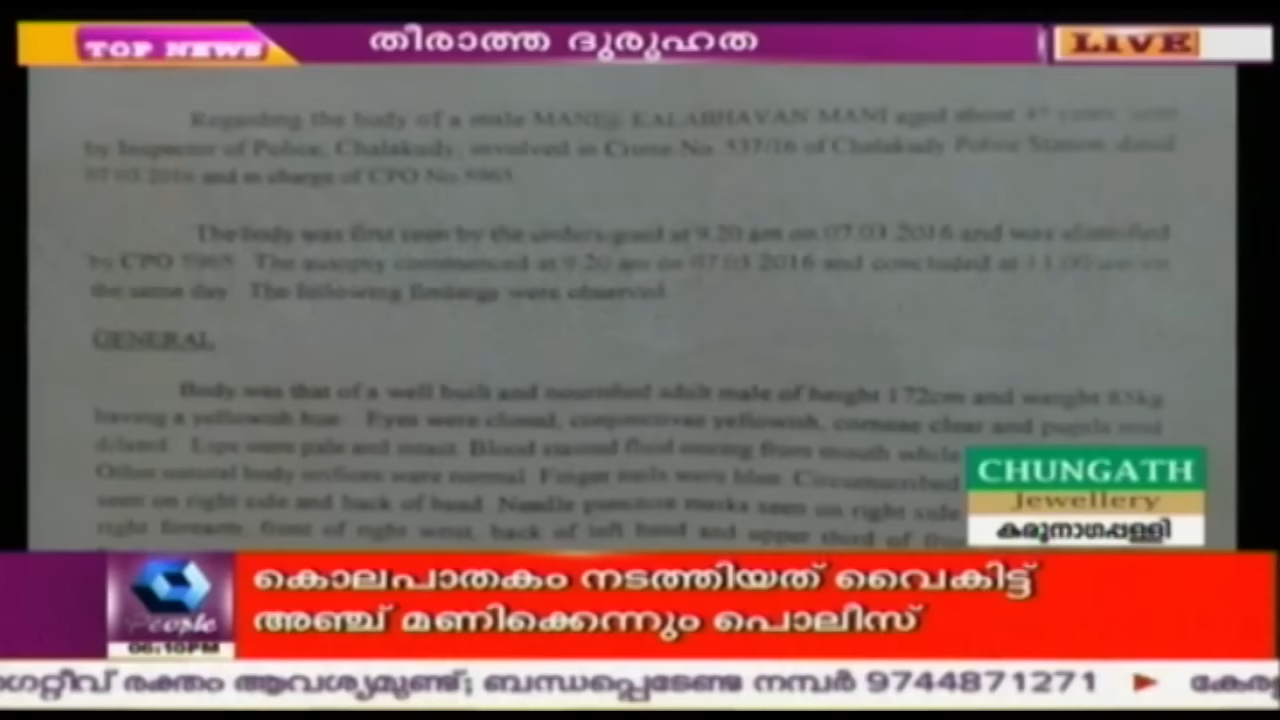 TOP NEWS
തിരാത്ത ദുരുഹത
LIVE
Regarding the body of a male MANI@ KALABHAVAN MANI aged about years
by Inspector of Police, Chalakudy, involved in Crime No. 577/16 of Chalakudy Police Station, dated
07.03.2016 and in charge of CPO No.5965
The body was first seen by the undersigned at 9.20 am on 07.03.2016 and was identified
by CPO 5965. The autopsy commenced at 9.20 am on 07.03.2016 and concluded at 11.00 am on
the same day. The following findings were observed.
GENERAL
Body was that of a well built and nourished adult male of height 172cm and weight 83kg
having a yellowish hue. Eyes were closed, conjunctivae yellowish, corneae clear and pupils
dilated. Lips were pale and intact. Blood stained fluid oozing from mouth while
Other natural body orifices were normal. Finger nails were blue. Circumscribed
seen on right side and back of head. Needle puncture marks seen on right side
right forearm, front of right wrist, back of left hand and upper third of
CHUNGATH
Jewellery
കരുനാഗപ്പള്ളി
കൊലപാതകം നടത്തിയത് വൈകിട്ട്
അഞ്ച് മണിക്കെന്നും പൊലീസ്
People
06:10PM
ഗറ്റീവ് രക്തം ആവശ്യമുണ്ട്; ബന്ധപ്പെടേണ്ട നമ്പർ 9744871271